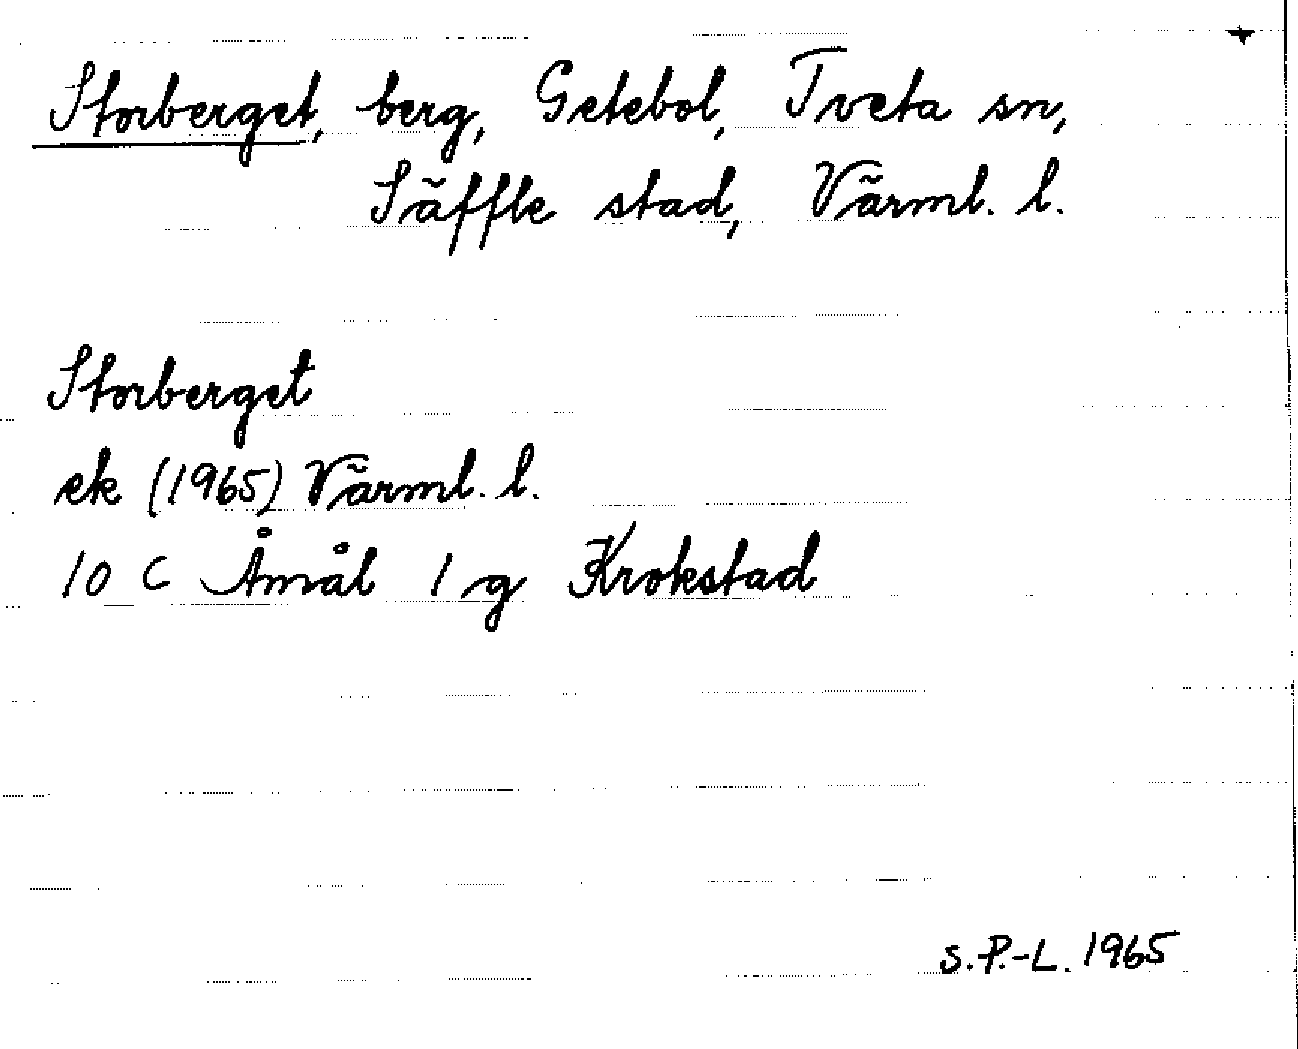 Storberget, berg, Getebol, Tveta sn,
Säffle stad, Värml. l.
Storberget
ek (1965) Värml. l.
10 C Åmål 1 g Krokstad
S.P.-L. 1965